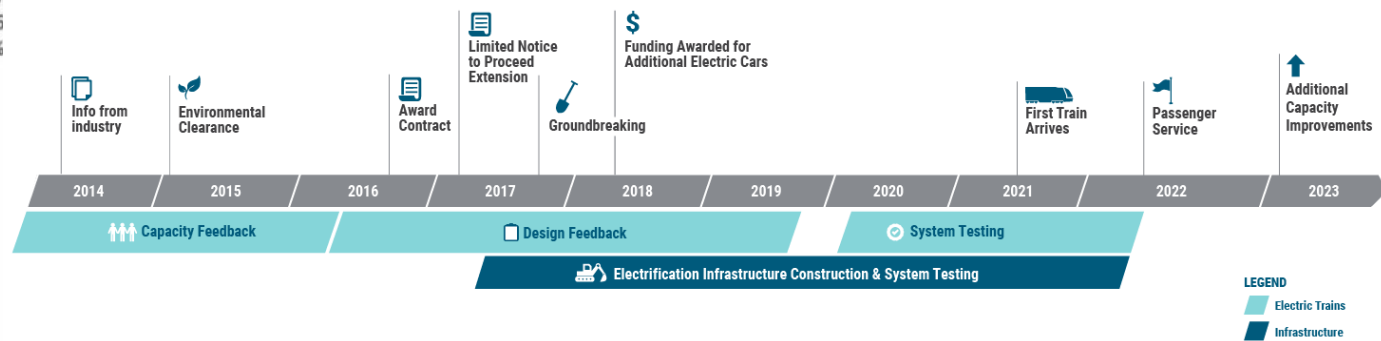 Info from
industry
Environmental
Clearance
Award
Contract
Limited Notice
to Proceed
Extension
Groundbreaking
$
Funding Awarded for
Additional Electric Cars
First Train
Arrives
Passenger
Service
Additional
Capacity
Improvements
2014 2015 2016 2017 2018 2019 2020 2021 2022 2023
Capacity Feedback
Design Feedback
System Testing
Electrification Infrastructure Construction & System Testing
LEGEND
Electric Trains
Infrastructure